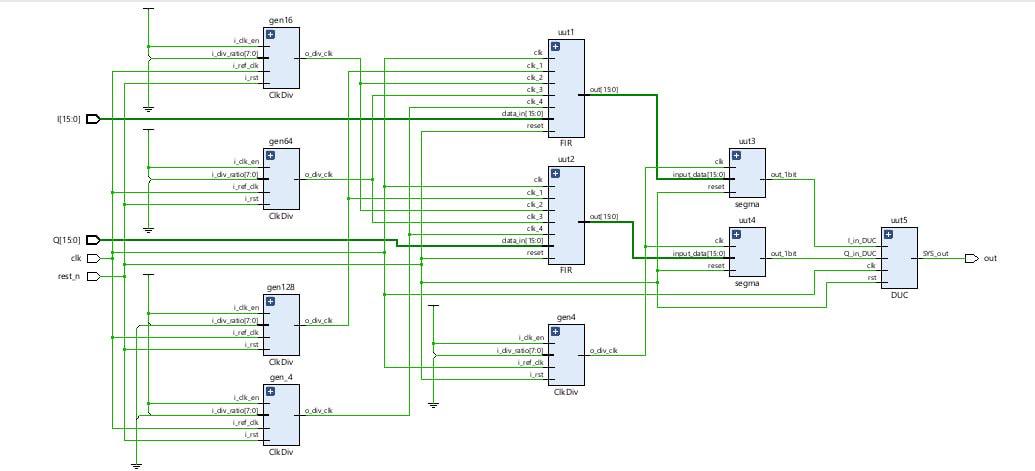 gen16
i_clk_en
i_div_ratio[7:0]
i_ref_clk
i_rst
o_div_clk
ClkDiv
I[15:0]
gen64
i_clk_en
i_div_ratio[7:0]
i_ref_clk
i_rst
o_div_clk
ClkDiv
Q[15:0]
clk
rest_n
gen128
i_clk_en
i_div_ratio[7:0]
i_ref_clk
i_rst
o_div_clk
ClkDiv
gen_4
i_clk_en
i_div_ratio[7:0]
i_ref_clk
i_rst
o_div_clk
ClkDiv
uut1
clk
clk_1
clk_2
clk_3
clk_4
data_in[15:0]
reset
out[15:0]
FIR
uut2
clk
clk_1
clk_2
clk_3
clk_4
data_in[15:0]
reset
out[15:0]
FIR
gen4
i_clk_en
i_div_ratio[7:0]
i_ref_clk
i_rst
o_div_clk
ClkDiv
uut3
clk
input_data[15:0]
reset
out_1bit
segma
uut4
clk
input_data[15:0]
reset
out_1bit
segma
uut5
I_in_DUC
Q_in_DUC
clk
rst
SYS_out
DUC
out